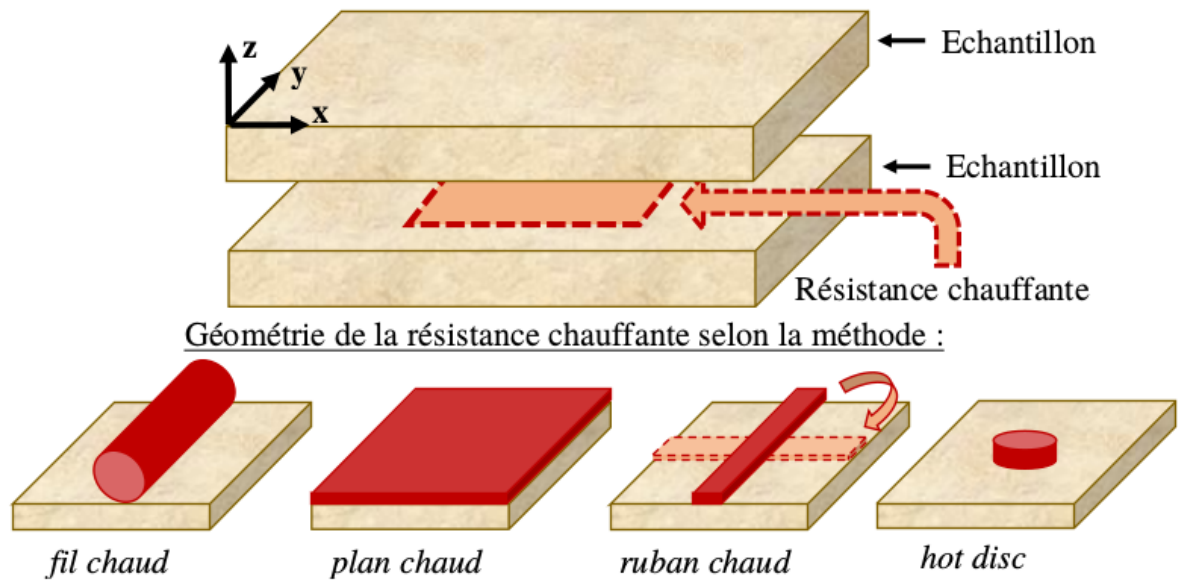 Echantillon
z
y
x
Echantillon
Résistance chauffante
Géométrie de la résistance chauffante selon la méthode :
fil chaud
plan chaud
ruban chaud
hot disc